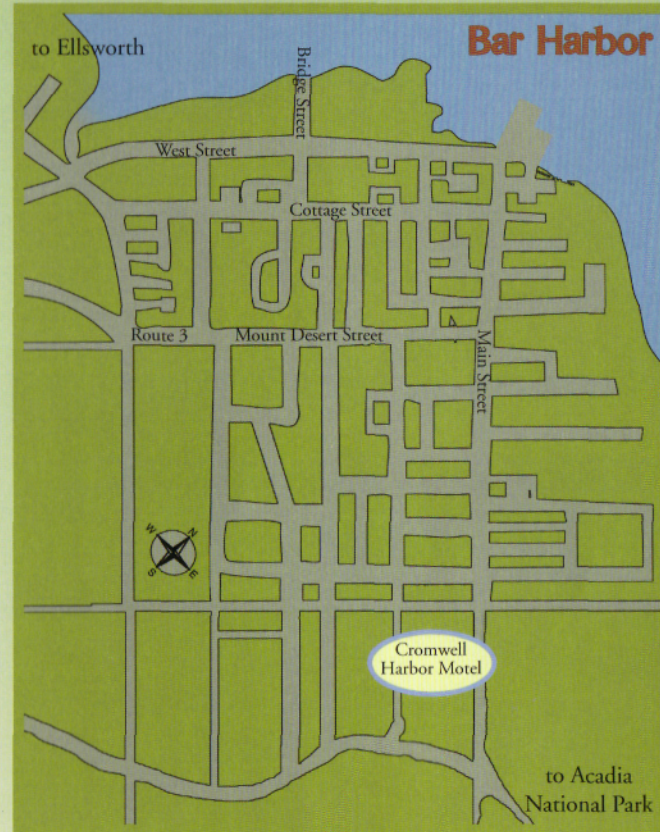 to Ellsworth
Bar Harbor
Bridge Street
West Street
Cottage Street
Route 3
Mount Desert Street
Main Street
W
N
S
E
Cromwell
Harbor Motel
to Acadia
National Park